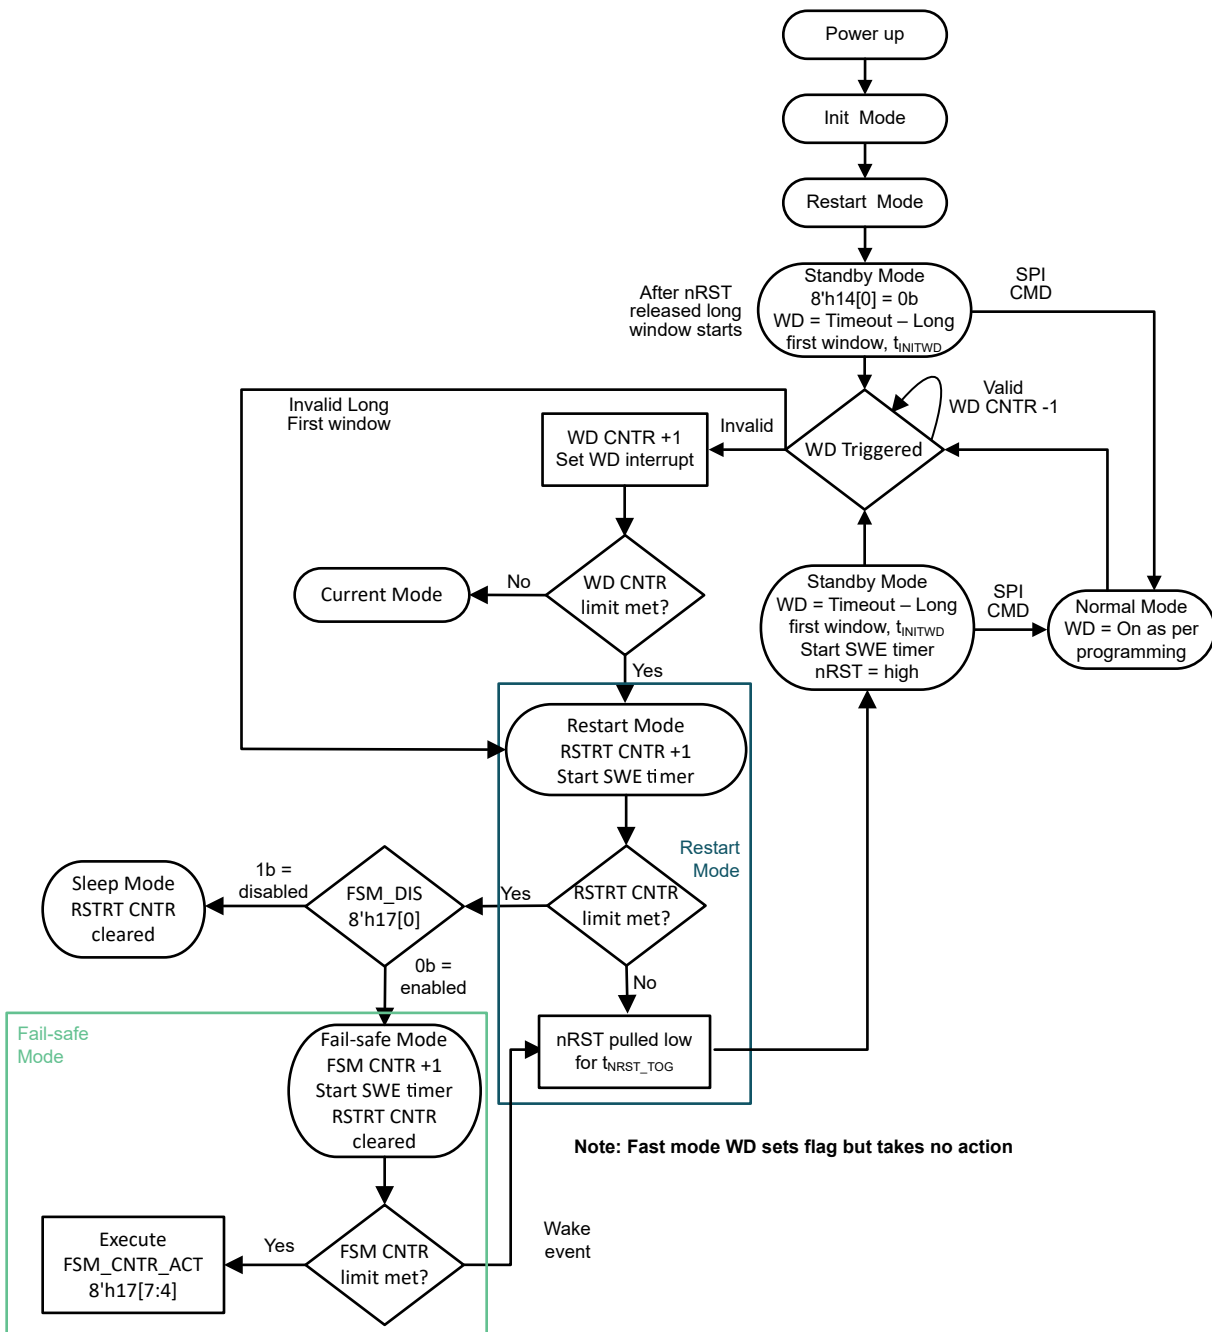 Power up
Init  Mode
Restart  Mode
Standby Mode
8'h14[0] = 0b
WD = Timeout – Long
first window, tINITWD
SPI
CMD
After nRST
released long
window starts
Invalid Long
First window
Valid
WD CNTR -1
Invalid
WD CNTR +1
Set WD interrupt
WD Triggered
WD CNTR
limit met?
No
Current Mode
Standby Mode
WD = Timeout – Long
first window, tINITWD
Start SWE timer
nRST = high
SPI
CMD
Normal Mode
WD = On as per
programming
Yes
Restart Mode
RSTRT CNTR +1
Start SWE timer
Restart
Mode
1b =
disabled
Sleep Mode
RSTRT CNTR
cleared
FSM_DIS
8'h17[0]
Yes
RSTRT CNTR
limit met?
0b =
enabled
No
Fail-safe
Mode
Fail-safe Mode
FSM CNTR +1
Start SWE timer
RSTRT CNTR
cleared
nRST pulled low
for tNRST_TOG
Note: Fast mode WD sets flag but takes no action
Execute
FSM_CNTR_ACT
8'h17[7:4]
Yes
FSM CNTR
limit met?
Wake
event